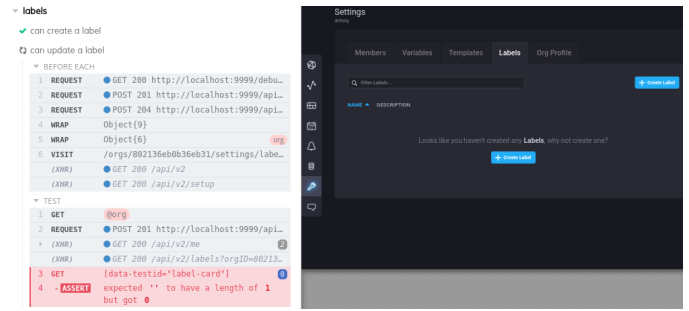 labels
can create a label
can update a label
BEFORE EACH
1 REQUEST GET 200 http://localhost:9999/debu…
2 REQUEST POST 201 http://localhost:9999/api…
3 REQUEST POST 204 http://localhost:9999/api…
4 WRAP Object{9}
5 WRAP Object{6} org
6 VISIT /orgs/802136eb0b36eb31/settings/labe…
(XHR) GET 200 /api/v2
(XHR) GET 200 /api/v2/setup
TEST
1 GET @org
2 REQUEST POST 201 http://localhost:9999/api…
(XHR) GET 200 /api/v2/me 2
(XHR) GET 200 /api/v2/labels?orgID=80213…
3 GET [data-testid="label-card"] 0
4 -ASSERT expected '' to have a length of 1
but got 0
Settings
deforg
Members Variables Templates Labels Org Profile
Filter Labels...
+ Create Label
NAME DESCRIPTION
Looks like you haven't created any Labels, why not create one?
+ Create Label